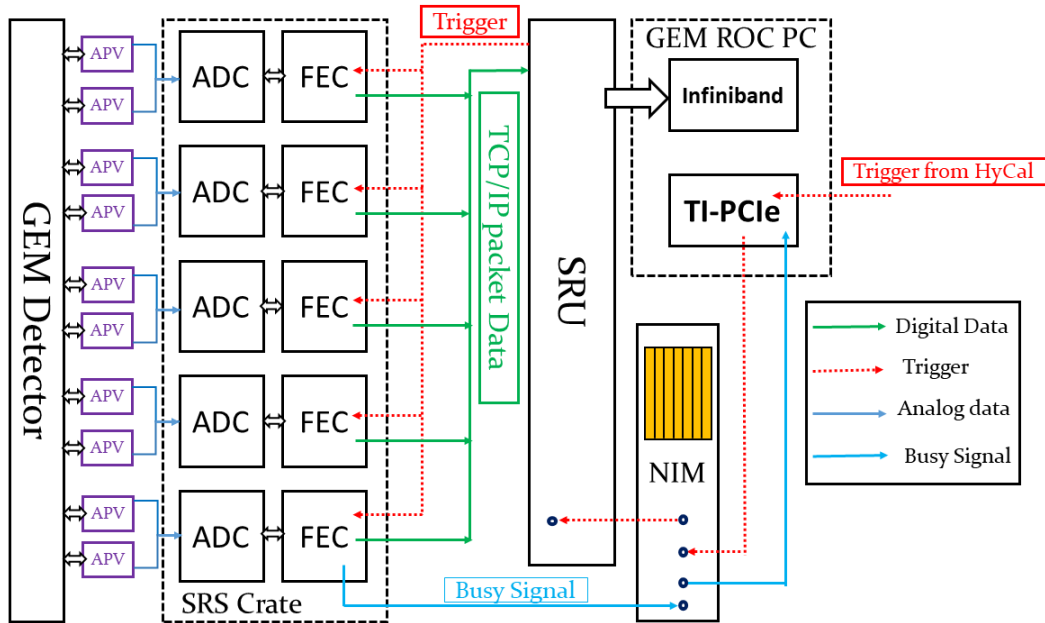 GEM Detector
APV
APV
APV
APV
APV
APV
APV
APV
APV
APV
ADC
FEC
ADC
FEC
ADC
FEC
ADC
FEC
ADC
FEC
SRS Crate
Trigger
TCP/IP packet Data
Busy Signal
SRU
GEM ROC PC
Infiniband
TI-PCIe
Trigger from HyCal
NIM
Digital Data
Trigger
Analog data
Busy Signal